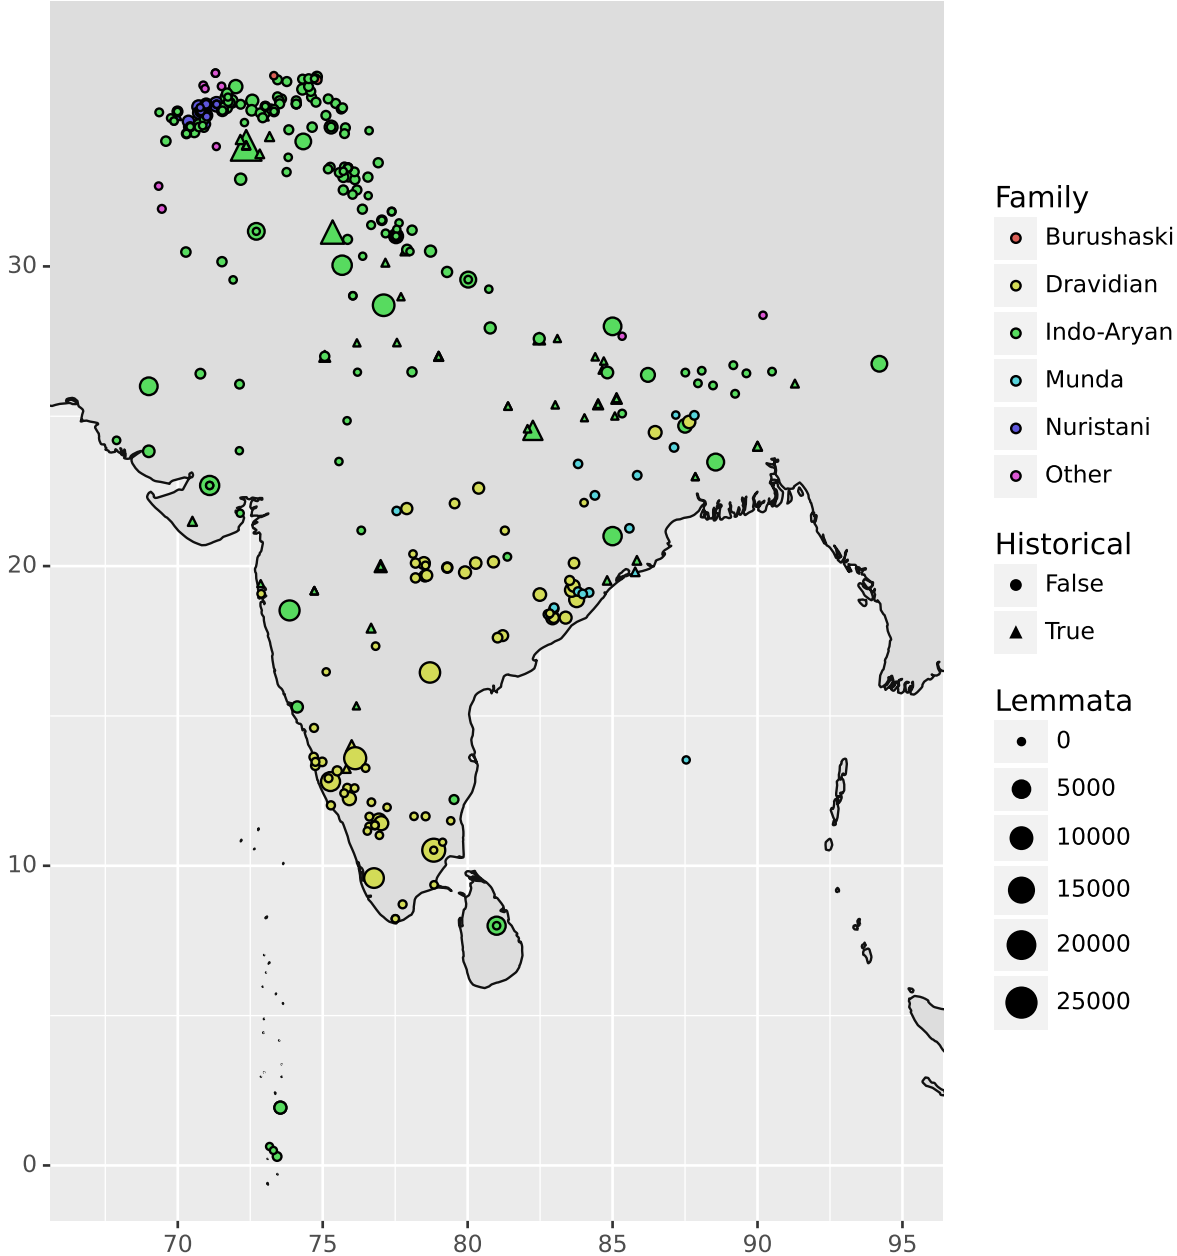 30
20
10
0
70
75
80
85
90
95
Family
Burushaski
Dravidian
Indo-Aryan
Munda
Nuristani
Other
Historical
False
True
Lemmata
0
5000
10000
15000
20000
25000